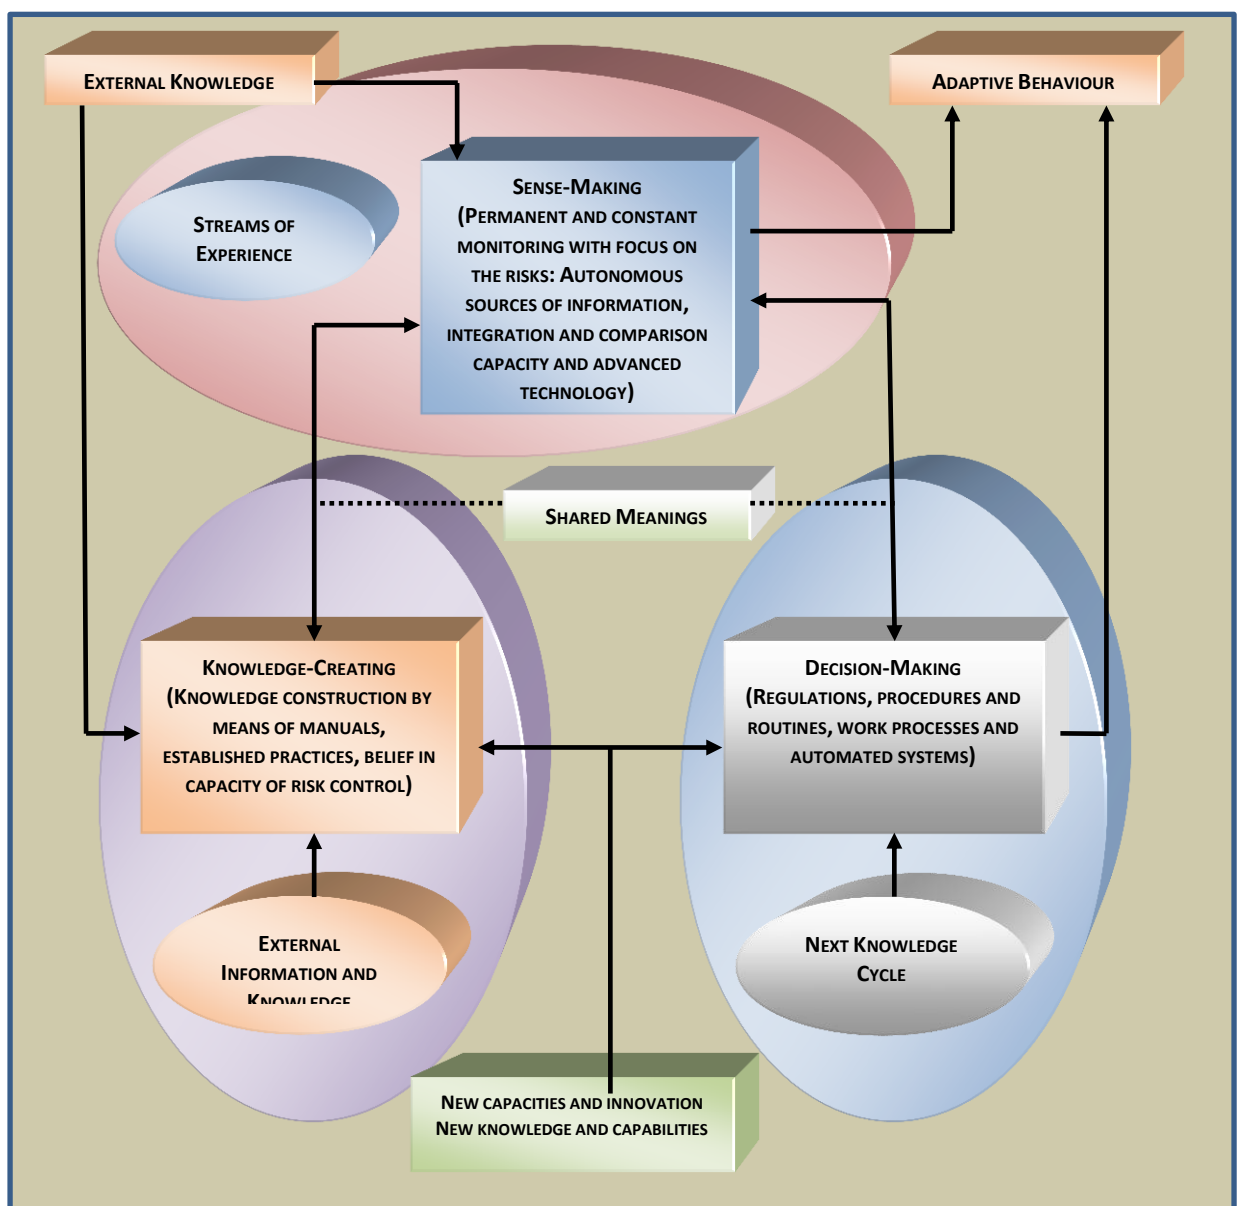 EXTERNAL KNOWLEDGE
ADAPTIVE BEHAVIOUR
SENSE-MAKING
(PERMANENT AND CONSTANT
MONITORING WITH FOCUS ON
THE RISKS: AUTONOMOUS
SOURCES OF INFORMATION,
INTEGRATION AND COMPARISON
CAPACITY AND ADVANCED
TECHNOLOGY)
STREAMS OF
EXPERIENCE
SHARED MEANINGS
KNOWLEDGE-CREATING
(KNOWLEDGE CONSTRUCTION BY
MEANS OF MANUALS,
ESTABLISHED PRACTICES, BELIEF IN
CAPACITY OF RISK CONTROL)
DECISION-MAKING
(REGULATIONS, PROCEDURES AND
ROUTINES, WORK PROCESSES AND
AUTOMATED SYSTEMS)
EXTERNAL
INFORMATION AND
KNOWLEDGE
NEXT KNOWLEDGE
CYCLE
NEW CAPACITIES AND INNOVATION
NEW KNOWLEDGE AND CAPABILITIES